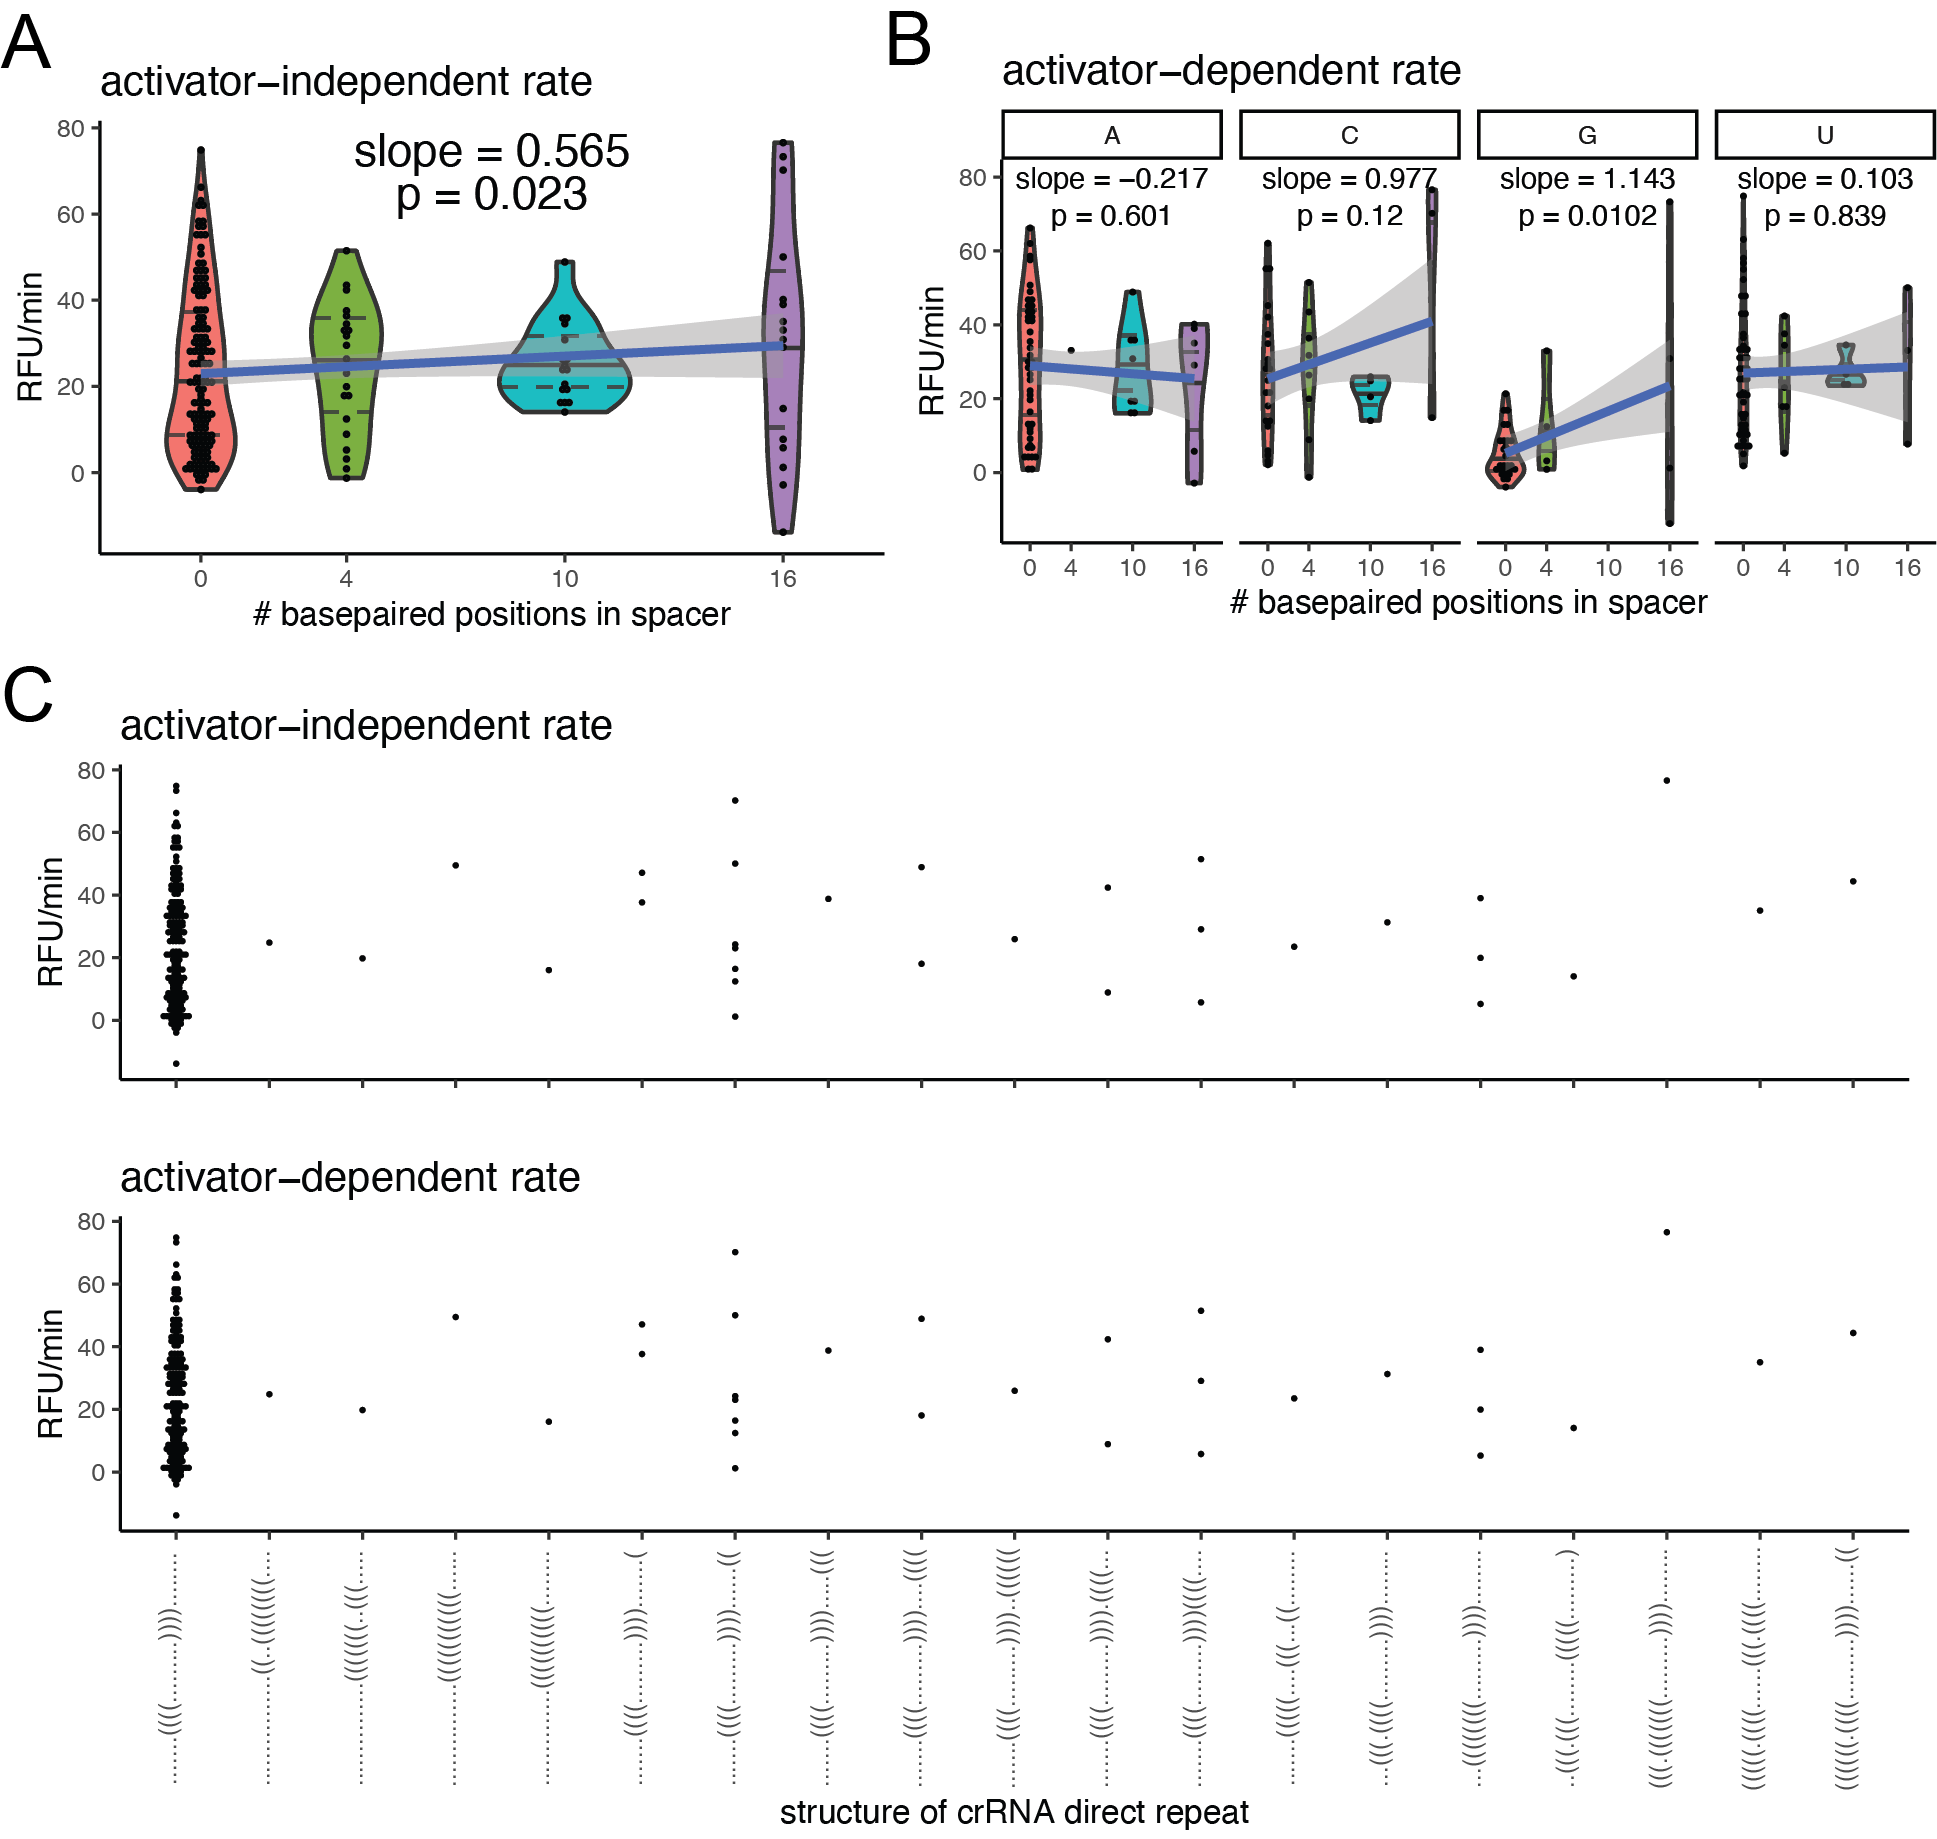 A
activator−independent rate
slope = 0.565
p = 0.023
RFU/min
80
60
40
20
0
0 4 10 16
# basepaired positions in spacer
B
activator−dependent rate
A C G U
slope = −0.217 slope = 0.977 slope = 1.143 slope = 0.103
p = 0.601 p = 0.12 p = 0.0102 p = 0.839
RFU/min
80
60
40
20
0
0 4 10 16 0 4 10 16 0 4 10 16 0 4 10 16
# basepaired positions in spacer
C
activator−independent rate
RFU/min
80
60
40
20
0
activator−dependent rate
RFU/min
80
60
40
20
0
structure of crRNA direct repeat